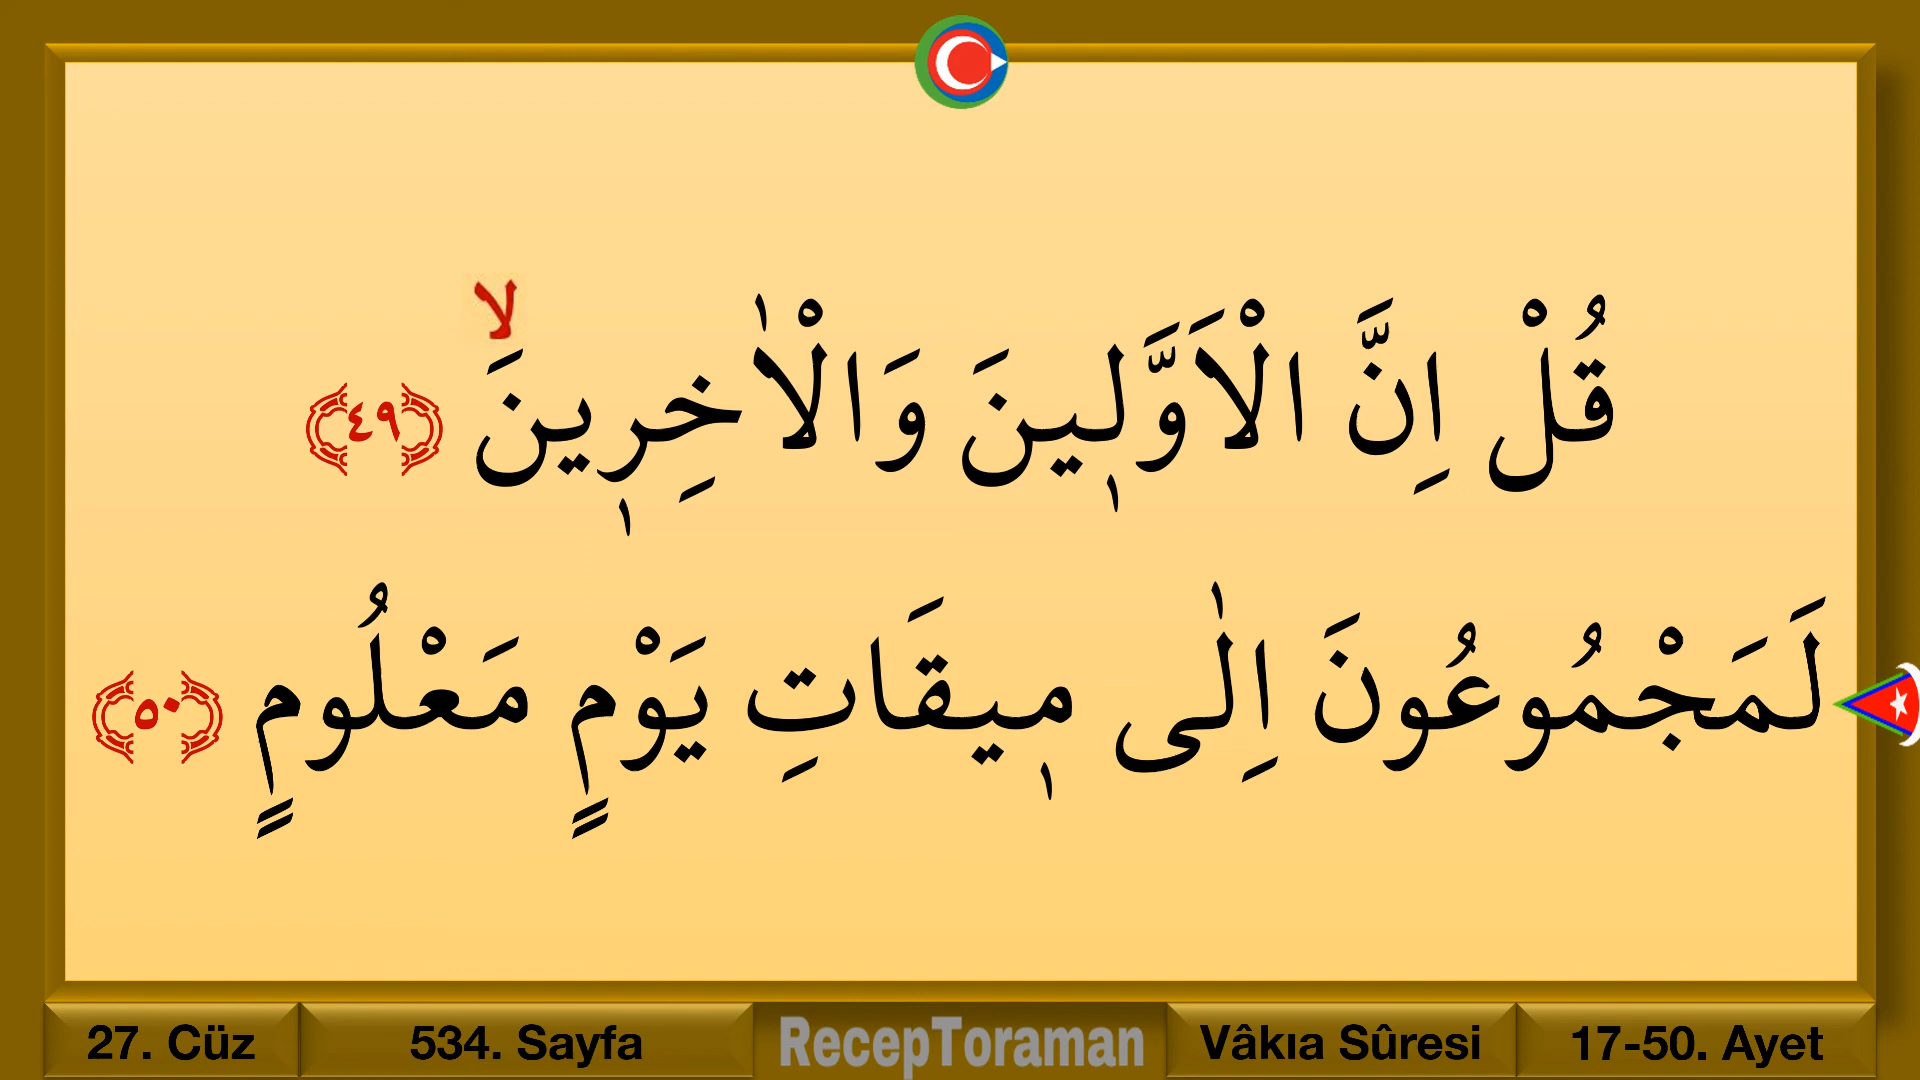 قُلْ اِنَّ الْاَوَّل۪ينَ وَالْاٰخِر۪ينَۙ ﴿٤٩﴾
لَمَجْمُوعُونَ اِلٰى م۪يقَاتِ يَوْمٍ مَعْلُومٍ ﴿٥٠﴾
27. Cüz
534. Sayfa
RecepToraman
Vâkıa Sûresi
17-50. Ayet